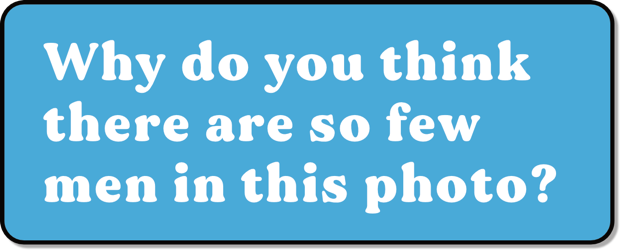 Why do you think
there are so few
men in this photo?